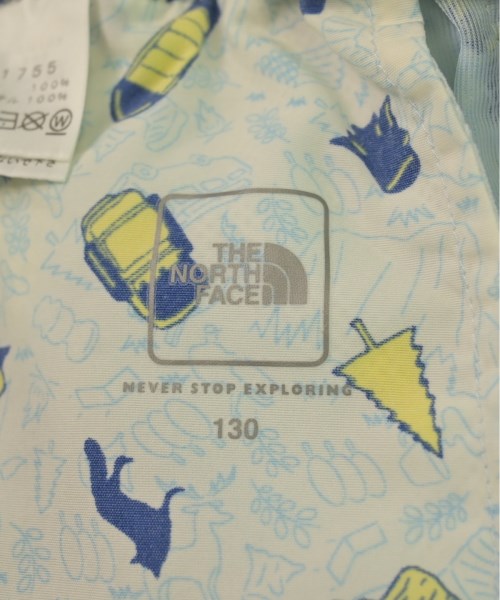 1755
100%
100%
THE
NORTH
FACE
NEVER STOP EXPLORING
130